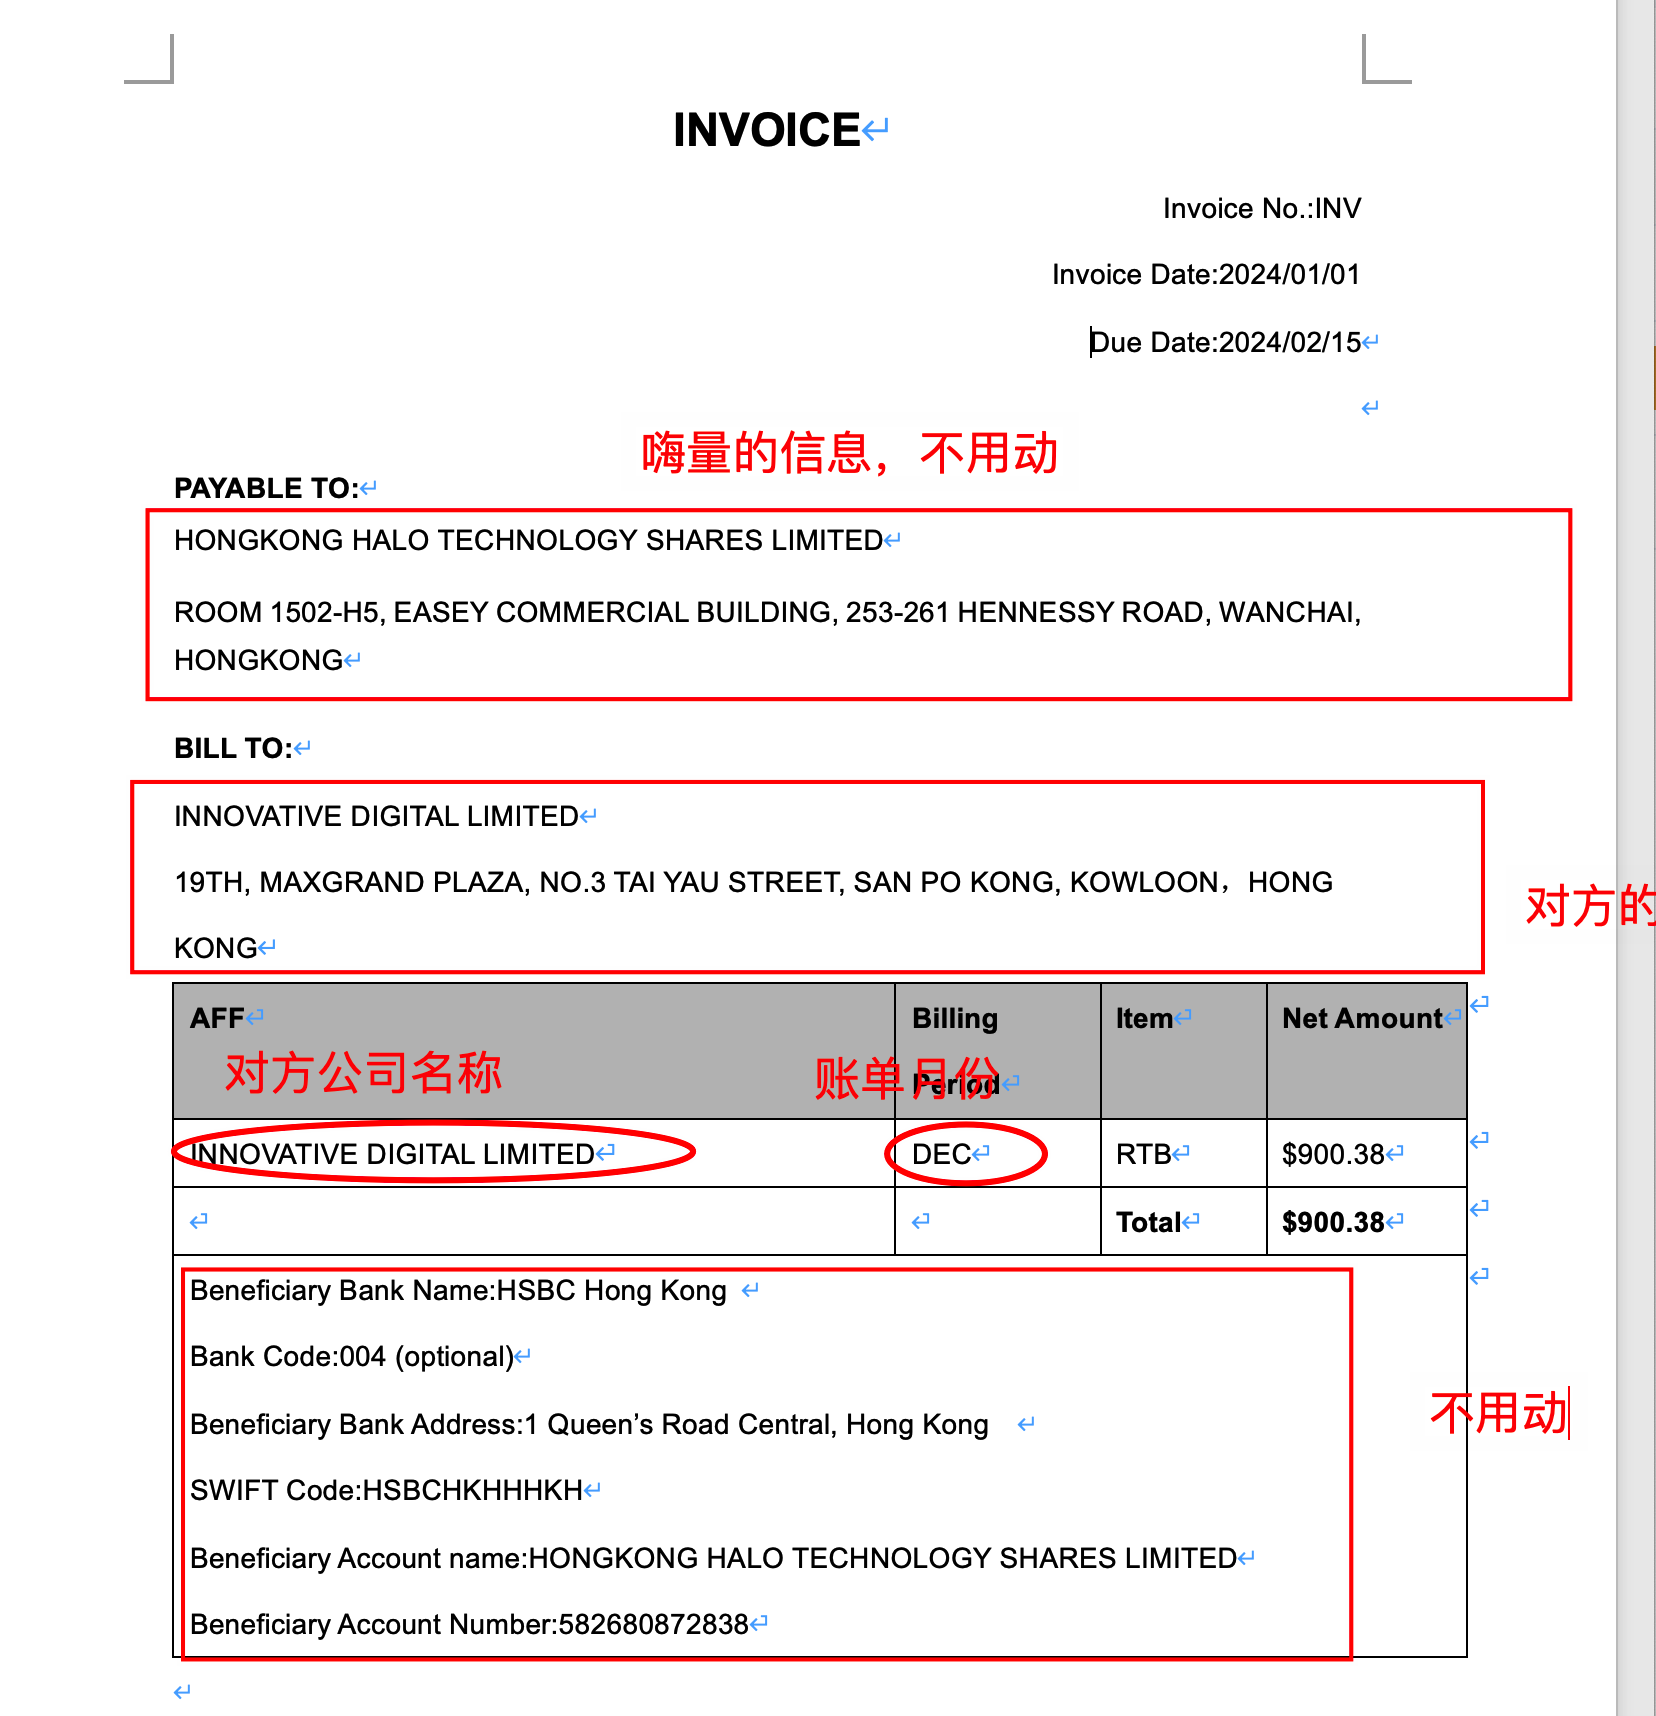 INVOICE
Invoice No.:INV
Invoice Date:2024/01/01
Due Date:2024/02/15
嗨量的信息，不用动
PAYABLE TO:
HONGKONG HALO TECHNOLOGY SHARES LIMITED
ROOM 1502-H5, EASEY COMMERCIAL BUILDING, 253-261 HENNESSY ROAD, WANCHAI,
HONGKONG
BILL TO:
INNOVATIVE DIGITAL LIMITED
19TH, MAXGRAND PLAZA, NO.3 TAI YAU STREET, SAN PO KONG, KOWLOON，HONG
KONG
对方的
AFF
Billing
Period
Item
Net Amount
对方公司名称
账单月份
INNOVATIVE DIGITAL LIMITED
DEC
RTB
$900.38
Total
$900.38
Beneficiary Bank Name:HSBC Hong Kong
Bank Code:004 (optional)
Beneficiary Bank Address:1 Queen’s Road Central, Hong Kong
不用动
SWIFT Code:HSBCHKHHHKH
Beneficiary Account name:HONGKONG HALO TECHNOLOGY SHARES LIMITED
Beneficiary Account Number:582680872838